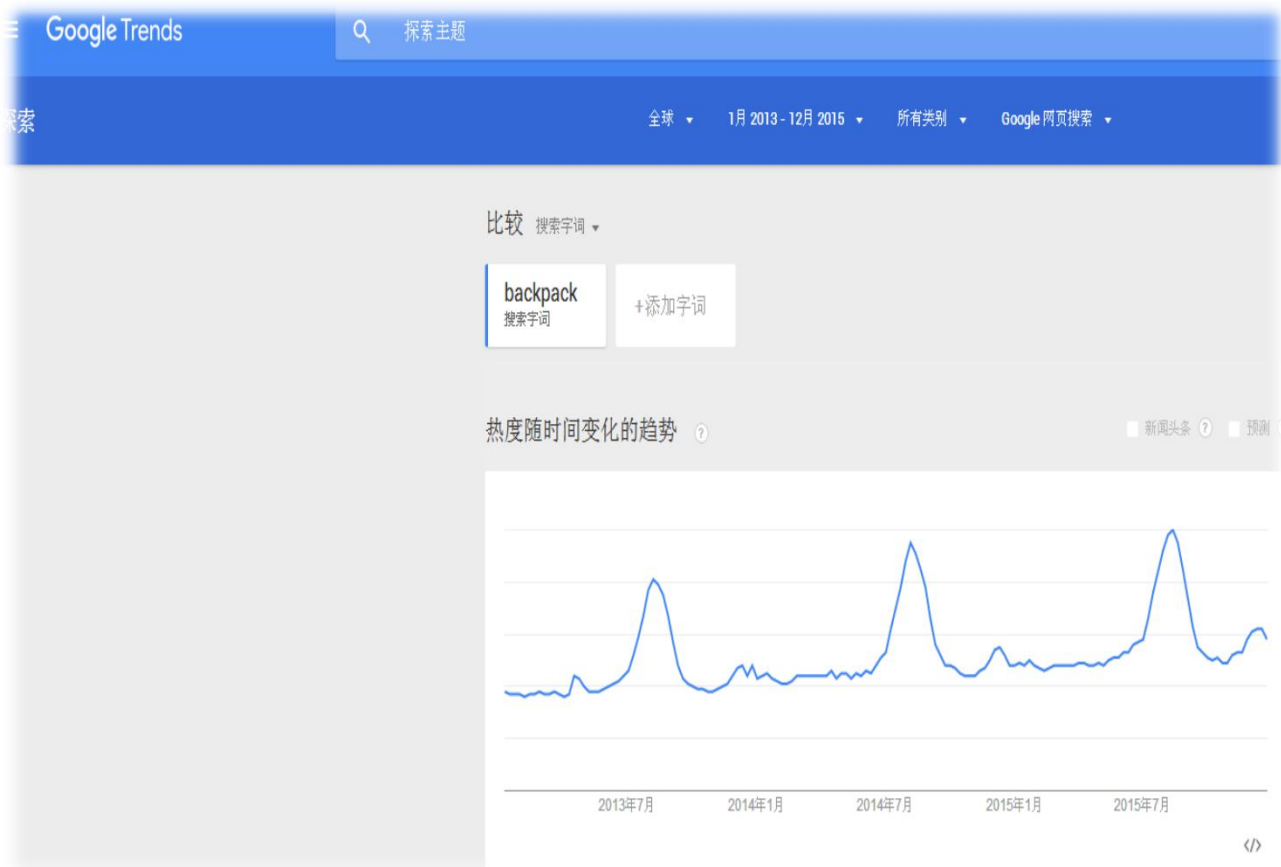 Google Trends 探索主题
探索 全球 1月 2013 - 12月 2015 所有类别 Google 网页搜索
比较 搜索字词
backpack +添加字词
搜索字词
热度随时间变化的趋势 ? 新闻头条 ? 预测
2013年7月 2014年1月 2014年7月 2015年1月 2015年7月
</>